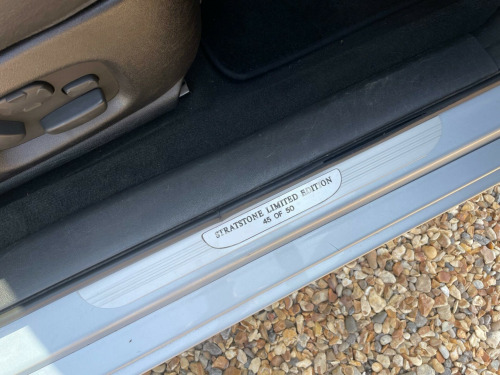 STRATSTONE LIMITED EDITION
45 OF 50